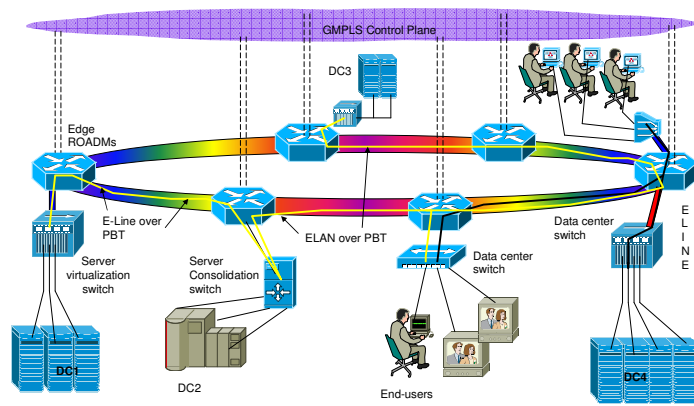 GMPLS Control Plane
DC3
Edge
ROADMs
E-Line over
PBT
ELAN over PBT
Data center
switch
E
L
I
N
E
Server
virtualization
switch
Server
Consolidation
switch
Data center
switch
DC1
DC2
End-users
DC4